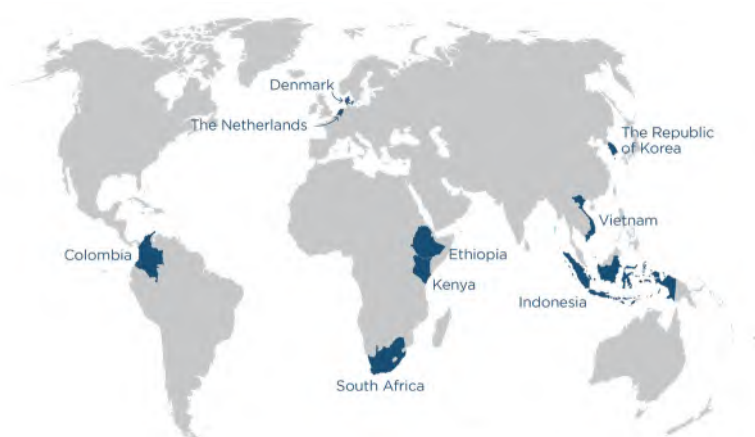 Denmark
The Netherlands
The Republic
of Korea
Vietnam
Colombia
Ethiopia
Kenya
Indonesia
South Africa